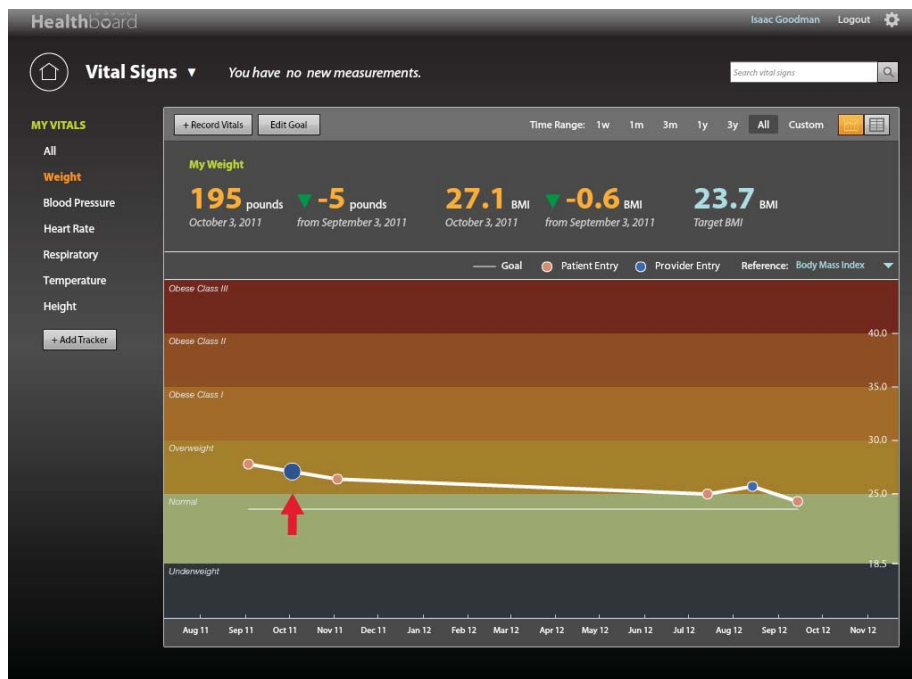 Healthboard
Isaac Goodman Logout
Vital Signs ▼ You have no new measurements.
Search vital signs
MY VITALS
All
Weight
Blood Pressure
Heart Rate
Respiratory
Temperature
Height
+ Add Tracker
+ Record Vitals Edit Goal Time Range: 1w 1m 3m 1y 3y All Custom
My Weight
195 pounds ▼ -5 pounds 27.1 BMI ▼ -0.6 BMI 23.7 BMI
October 3, 2011 from September 3, 2011 October 3, 2011 from September 3, 2011 Target BMI
Goal Patient Entry Provider Entry Reference: Body Mass Index ▼
Obese Class III
40.0
Obese Class II
35.0
Obese Class I
30.0
Overweight
25.0
Normal
18.5
Underweight
Aug 11 Sep 11 Oct 11 Nov 11 Dec 11 Jan 12 Feb 12 Mar 12 Apr 12 May 12 Jun 12 Jul 12 Aug 12 Sep 12 Oct 12 Nov 12